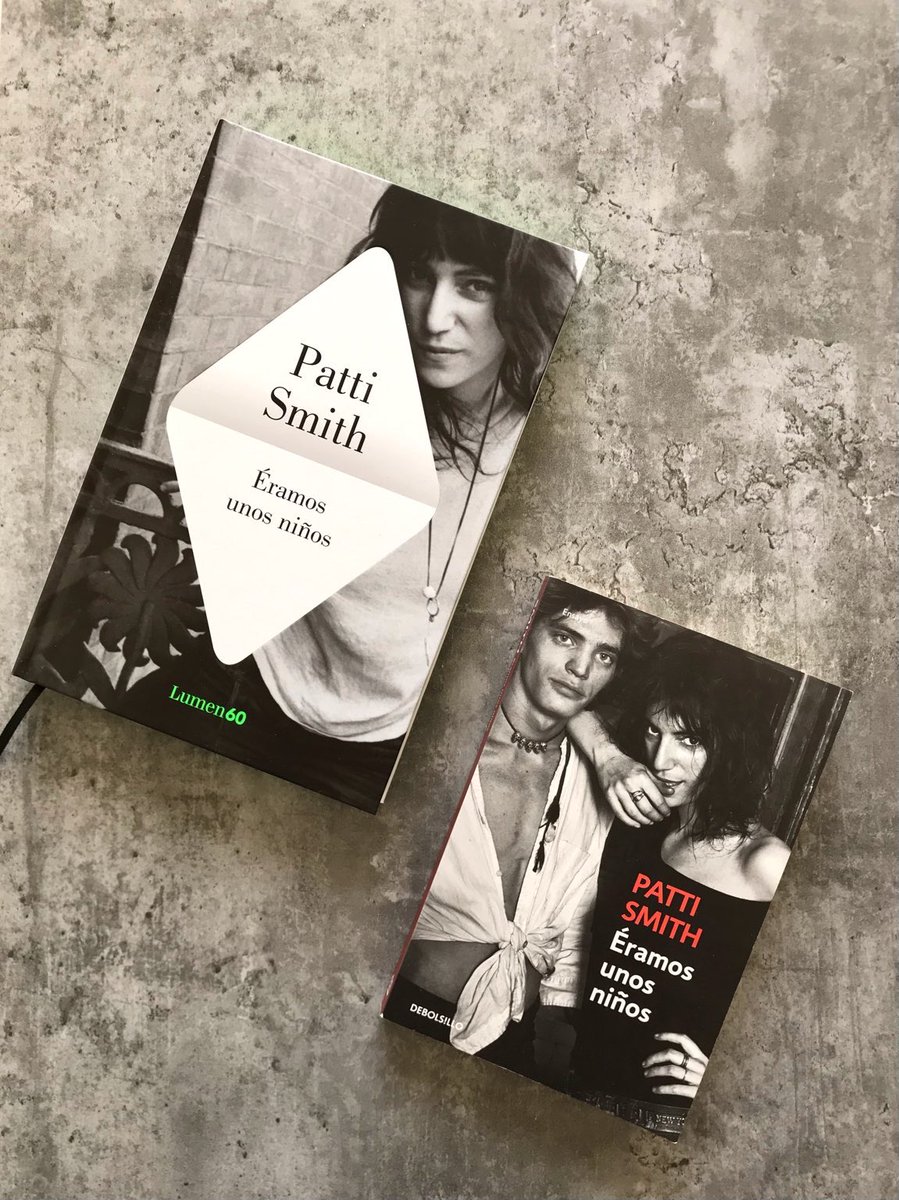 Patti
Smith
Éramos
unos niños
Lumen60
PATTI
SMITH
Éramos
unos
niños
DEBOLSILLO